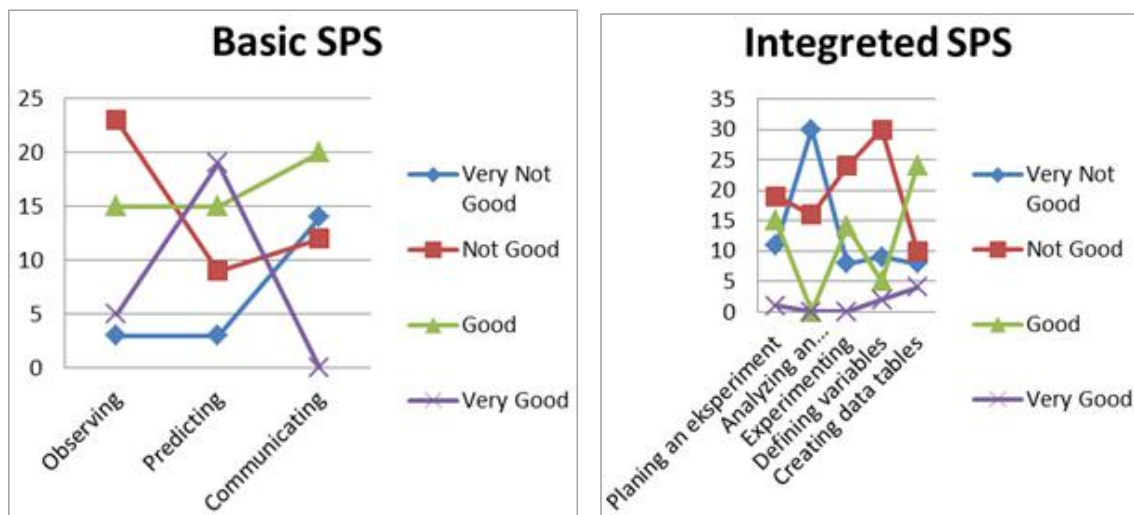 Basic SPS
25
20
15
10
5
0
Observing
Predicting
Communicating
Very Not
Good
Not Good
Good
Very Good
Integreted SPS
35
30
25
20
15
10
5
0
Planing an eksperiment
Analyzing an...
Experimenting
Defining variables
Creating data tables
Very Not
Good
Not Good
Good
Very Good